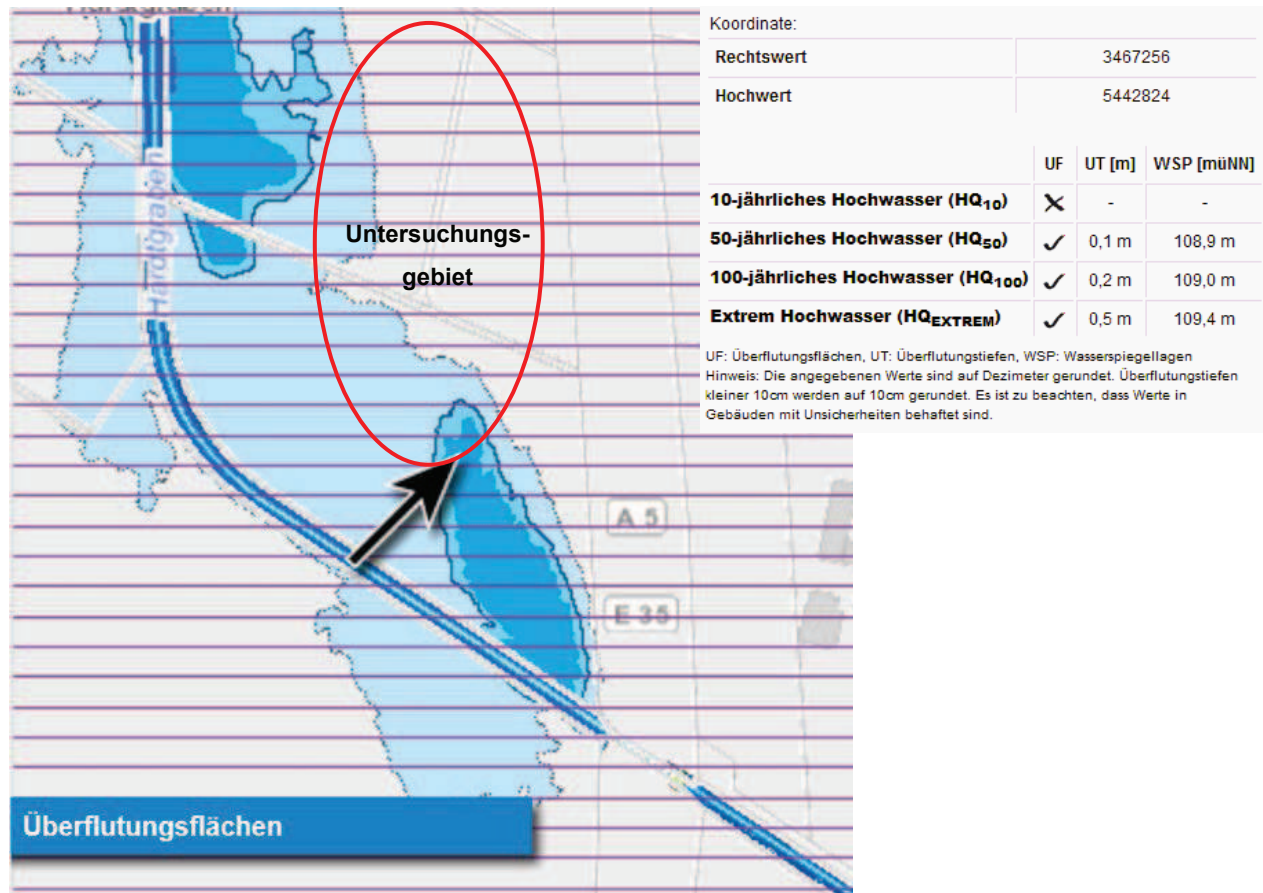 Hardtgraben
Untersuchungs-
gebiet
A 5
E 35
Überflutungsflächen
Koordinate:
Rechtswert 3467256
Hochwert 5442824
UF UT [m] WSP [müNN]
10-jährliches Hochwasser (HQ10) ✗ - -
50-jährliches Hochwasser (HQ50) ✓ 0,1 m 108,9 m
100-jährliches Hochwasser (HQ100) ✓ 0,2 m 109,0 m
Extrem Hochwasser (HQEXTREM) ✓ 0,5 m 109,4 m
UF: Überflutungsflächen, UT: Überflutungstiefen, WSP: Wasserspiegellagen
Hinweis: Die angegebenen Werte sind auf Dezimeter gerundet. Überflutungstiefen
kleiner 10cm werden auf 10cm gerundet. Es ist zu beachten, dass Werte in
Gebäuden mit Unsicherheiten behaftet sind.